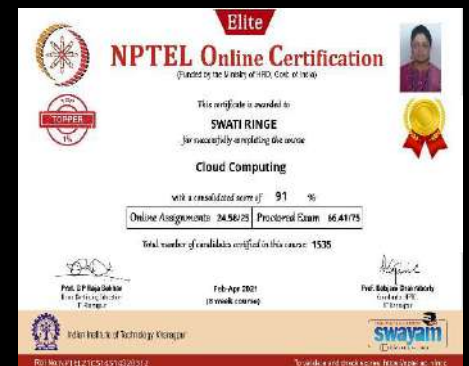 Elite
NPTEL Online Certification
(Funded by the Ministry of HRD, Govt. of India)
This certificate is awarded to
SWATI RINGE
for successfully completing the course
Cloud Computing
with a consolidated score of 91 %
Online Assignments 24.58/25 Proctored Exam 66.41/75
Total number of candidates certified in this course: 1535
TOPPER
1%
Feb-Apr 2021
(8 week course)
Indian Institute of Technology Kharagpur
swayam
Roll No: